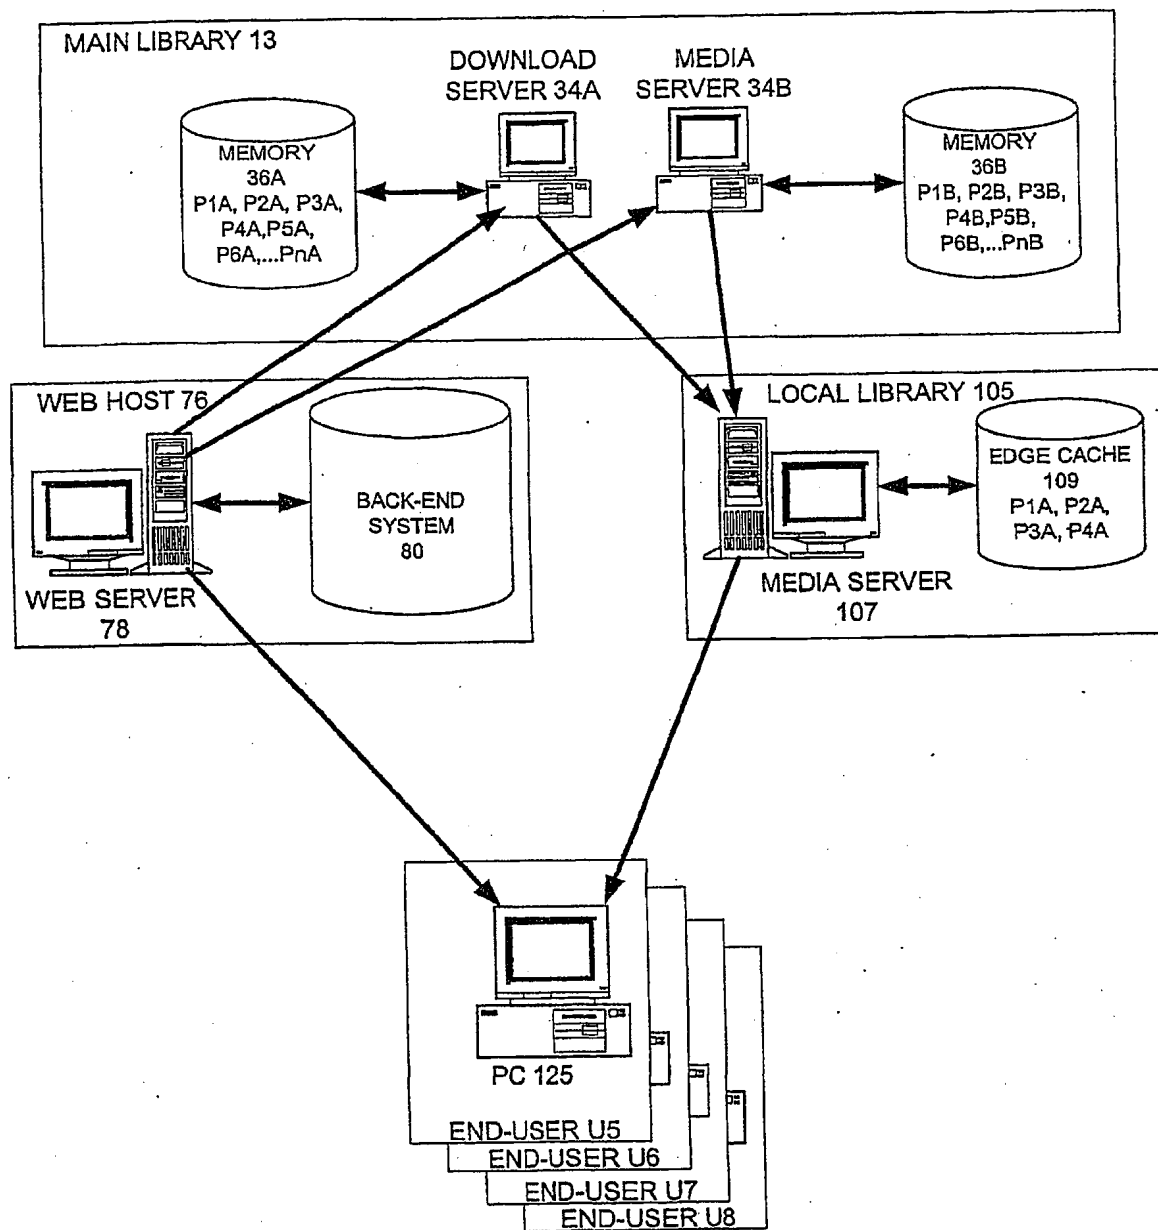 MAIN LIBRARY 13
DOWNLOAD
SERVER 34A
MEDIA
SERVER 34B
MEMORY
36A
P1A, P2A, P3A,
P4A,P5A,
P6A,...PnA
MEMORY
36B
P1B, P2B, P3B,
P4B,P5B,
P6B,...PnB
WEB HOST 76
BACK-END
SYSTEM
80
WEB SERVER
78
LOCAL LIBRARY 105
EDGE CACHE
109
P1A, P2A,
P3A, P4A
MEDIA SERVER
107
PC 125
END-USER U5
END-USER U6
END-USER U7
END-USER U8